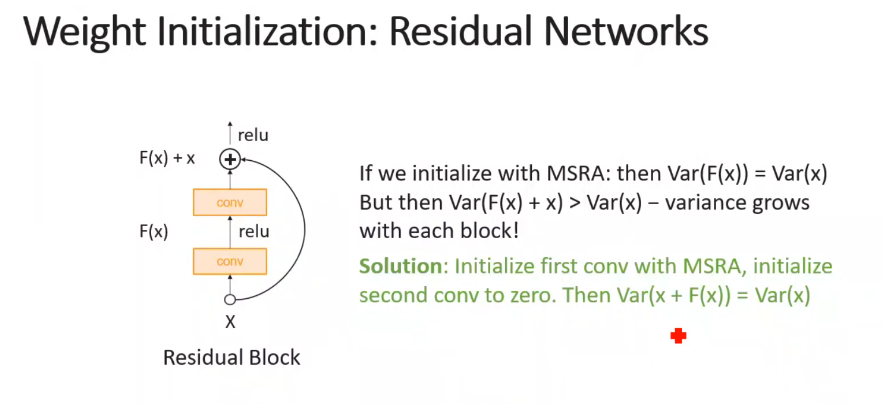 Weight Initialization: Residual Networks
relu
F(x) + x
+
conv
F(x)
relu
conv
X
Residual Block
If we initialize with MSRA: then Var(F(x)) = Var(x)
But then Var(F(x) + x) > Var(x) – variance grows
with each block!
Solution: Initialize first conv with MSRA, initialize
second conv to zero. Then Var(x + F(x)) = Var(x)